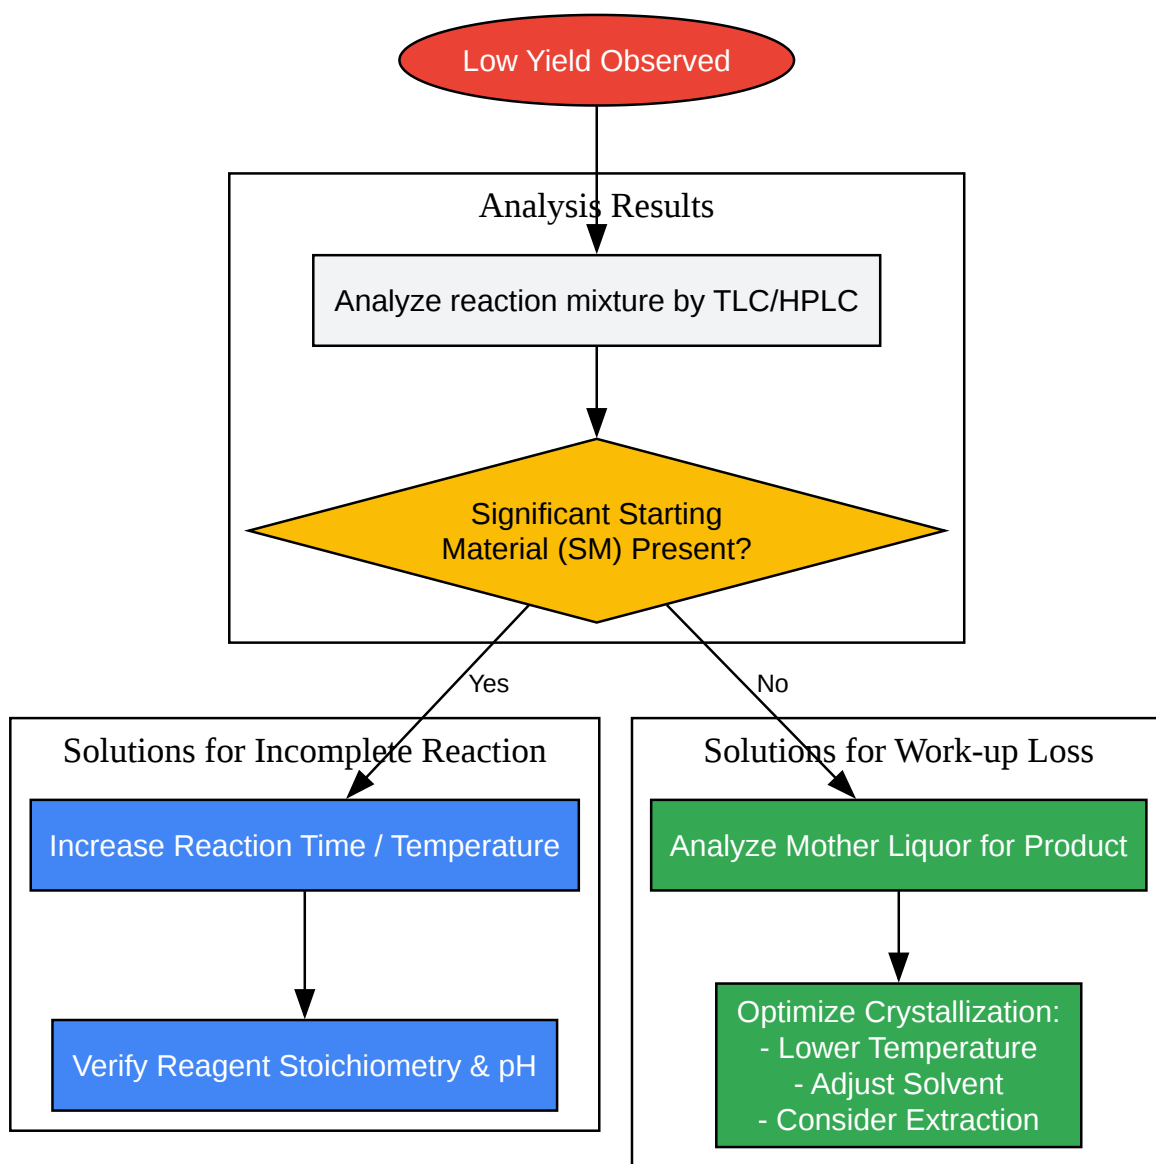 Low Yield Observed
Analysis Results
Analyze reaction mixture by TLC/HPLC
Significant Starting
Material (SM) Present?
Yes
No
Solutions for Incomplete Reaction
Increase Reaction Time / Temperature
Verify Reagent Stoichiometry & pH
Solutions for Work-up Loss
Analyze Mother Liquor for Product
Optimize Crystallization:
- Lower Temperature
- Adjust Solvent
- Consider Extraction